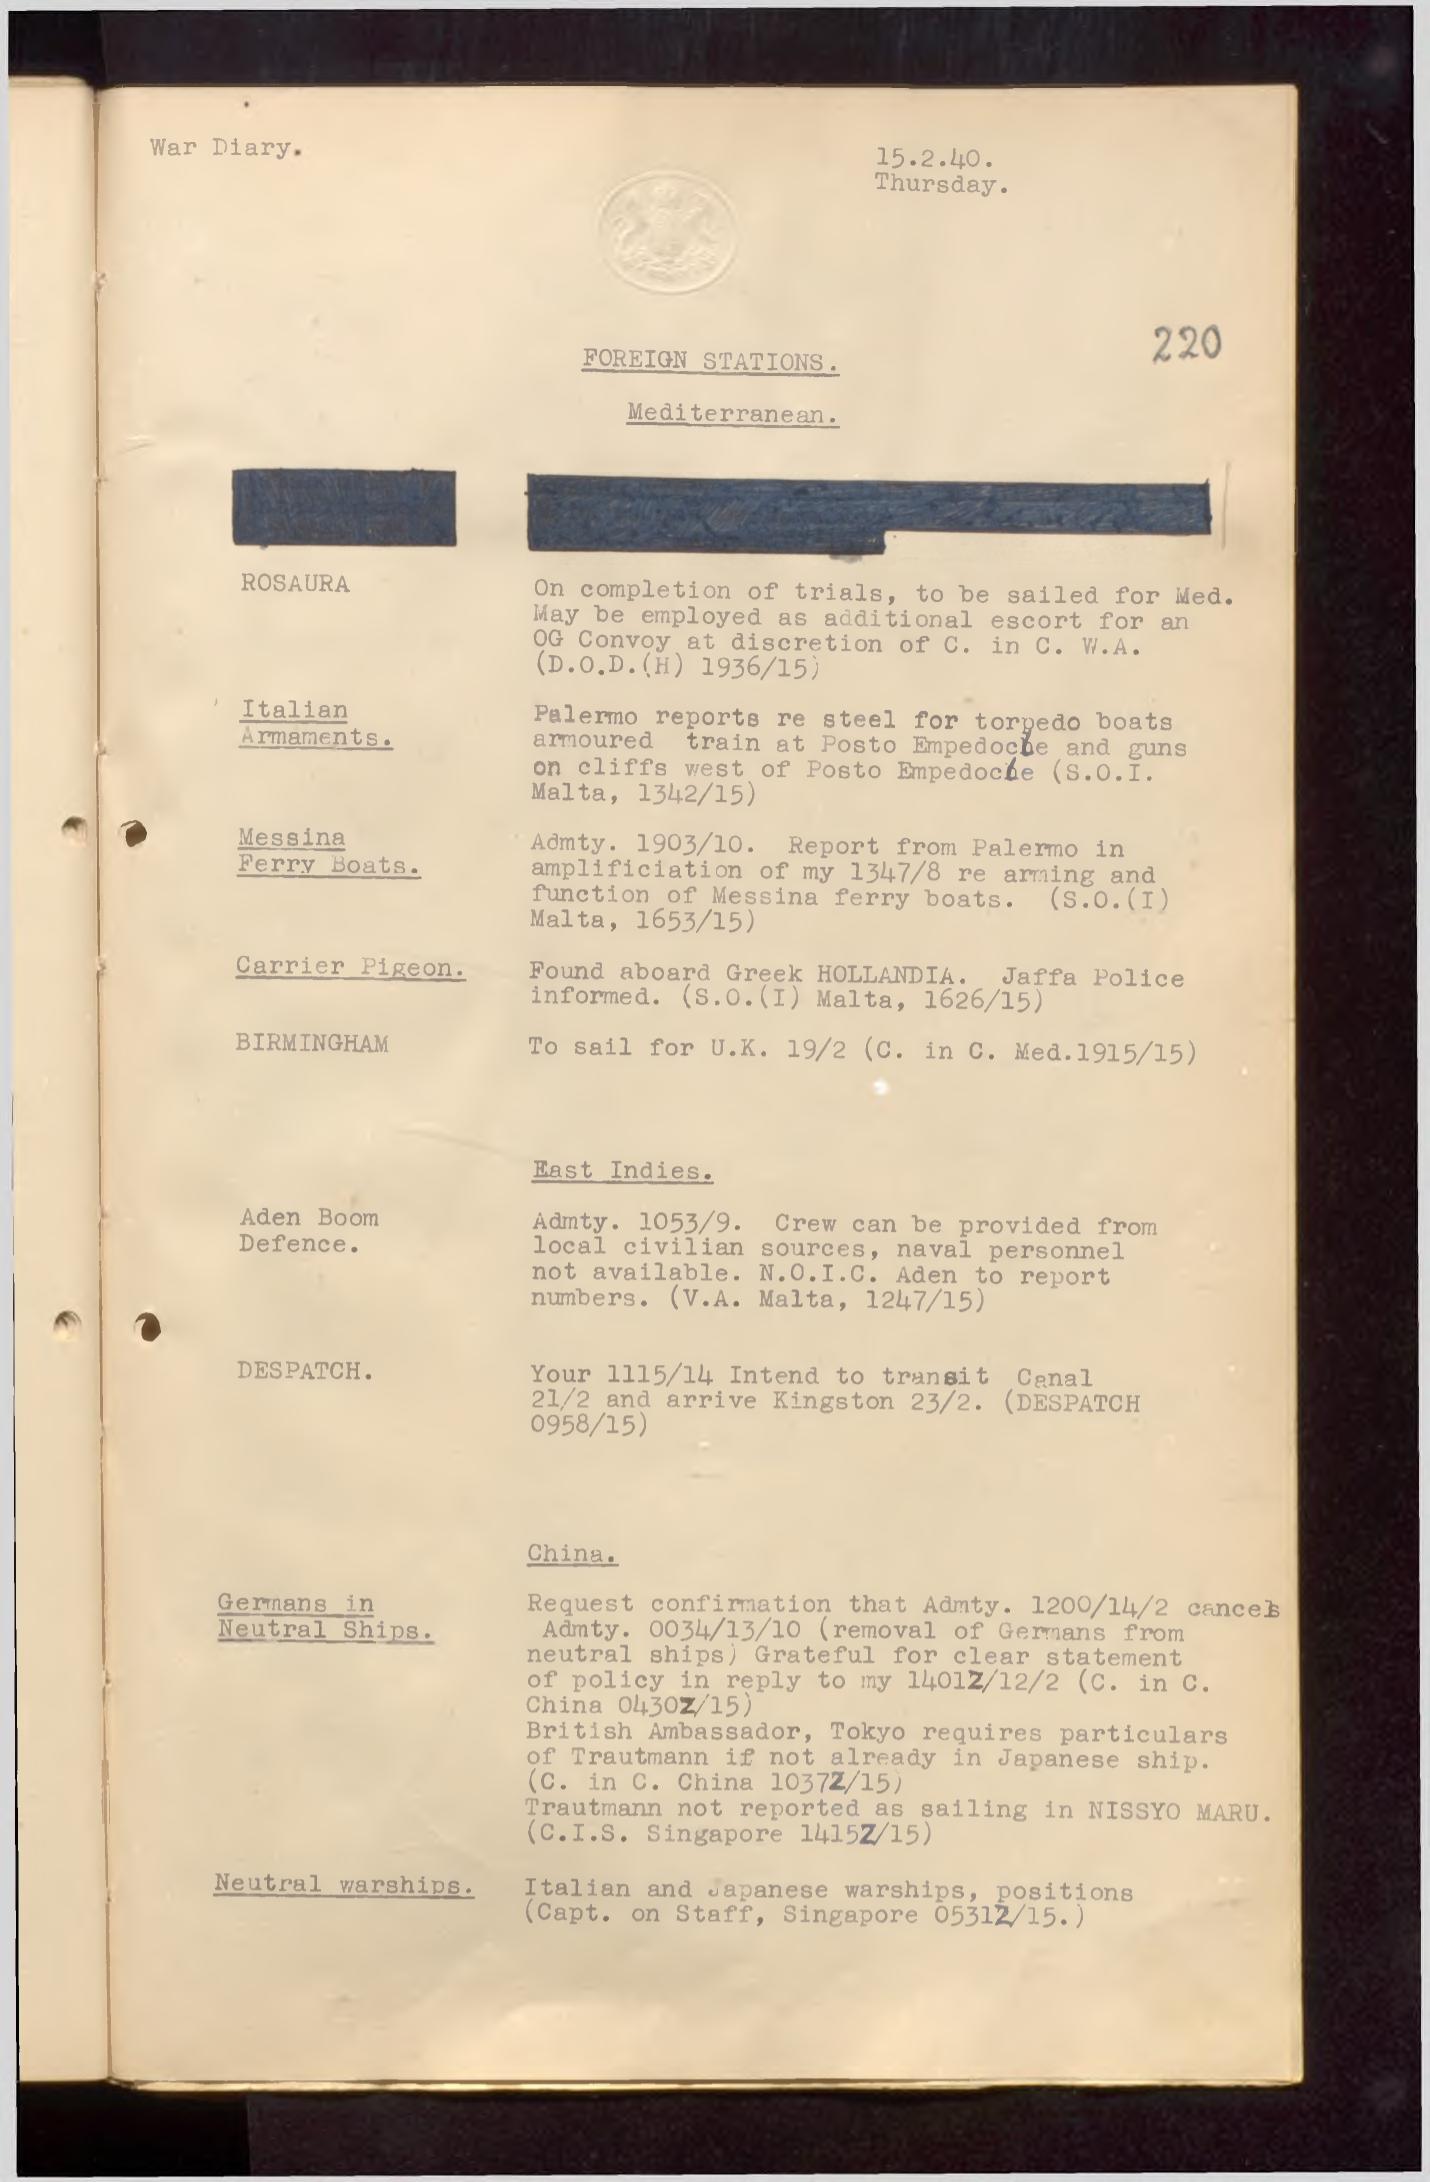 War Diary.
15.2.40.
Thursday.
220
FOREIGN STATIONS.
Mediterranean.
ROSAURA
On completion of trials, to be sailed for Med.
May be employed as additional escort for an
OG Convoy at discretion of C. in C. W.A.
(D.O.D.(H) 1936/15)
Italian
Armaments.
Palermo reports re steel for torpedo boats
armoured train at Posto Empedocle and guns
on cliffs west of Posto Empedocle (S.O.I.
Malta, 1342/15)
Messina
Ferry Boats.
Admty. 1903/10. Report from Palermo in
amplificiation of my 1347/8 re arming and
function of Messina ferry boats. (S.O.(I)
Malta, 1653/15)
Carrier Pigeon.
Found aboard Greek HOLLANDIA. Jaffa Police
informed. (S.O.(I) Malta, 1626/15)
BIRMINGHAM
To sail for U.K. 19/2 (C. in C. Med.1915/15)
East Indies.
Aden Boom
Defence.
Admty. 1053/9. Crew can be provided from
local civilian sources, naval personnel
not available. N.O.I.C. Aden to report
numbers. (V.A. Malta, 1247/15)
DESPATCH.
Your 1115/14 Intend to transit Canal
21/2 and arrive Kingston 23/2. (DESPATCH
0958/15)
China.
Germans in
Neutral Ships.
Request confirmation that Admty. 1200/14/2 cancels
Admty. 0034/13/10 (removal of Germans from
neutral ships) Grateful for clear statement
of policy in reply to my 1401Z/12/2 (C. in C.
China 0430Z/15)
British Ambassador, Tokyo requires particulars
of Trautmann if not already in Japanese ship.
(C. in C. China 1037Z/15)
Trautmann not reported as sailing in NISSYO MARU.
(C.I.S. Singapore 1415Z/15)
Neutral warships.
Italian and Japanese warships, positions
(Capt. on Staff, Singapore 0531Z/15.)